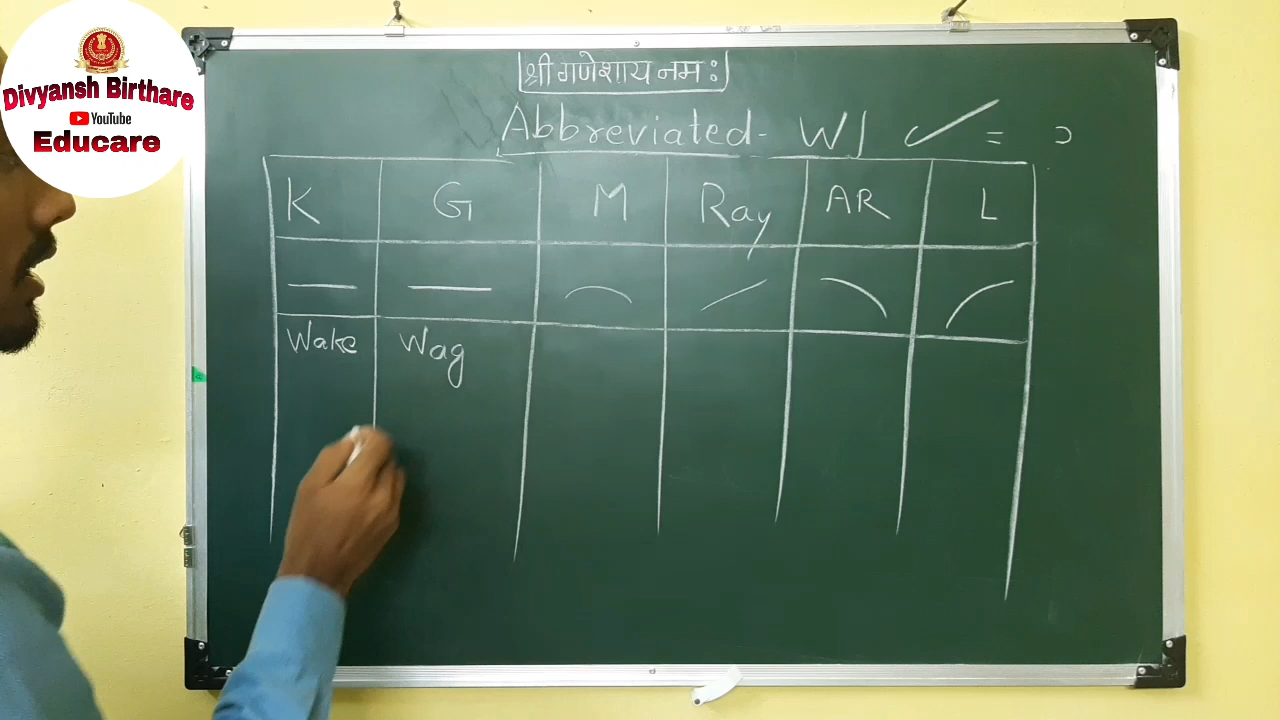 Divyansh Birthare
YouTube
Educare
श्री गणेशाय नमः
Abbreviated- W/ =
K G M Ray AR L
Wake Wag